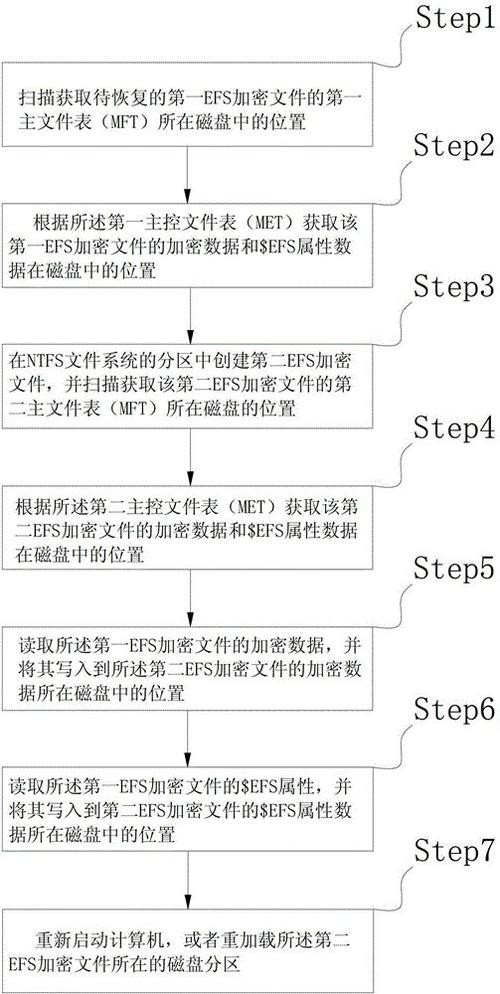 Step1
扫描获取待恢复的第一EFS加密文件的第一
主文件表（MFT）所在磁盘中的位置
Step2
根据所述第一主控文件表（MET）获取该
第一EFS加密文件的加密数据和$EFS属性数
据在磁盘中的位置
Step3
在NTFS文件系统的分区中创建第二EFS加密
文件，并扫描获取该第二EFS加密文件的第
二主文件表（MFT）所在磁盘的位置
Step4
根据所述第二主控文件表（MET）获取该第
二EFS加密文件的加密数据和$EFS属性数据
在磁盘中的位置
Step5
读取所述第一EFS加密文件的加密数据，并
将其写入到所述第二EFS加密文件的加密数
据所在磁盘中的位置
Step6
读取所述第一EFS加密文件的$EFS属性，并
将其写入到第二EFS加密文件的$EFS属性数
据所在磁盘中的位置
Step7
重新启动计算机，或者重加载所述第二
EFS加密文件所在的磁盘分区